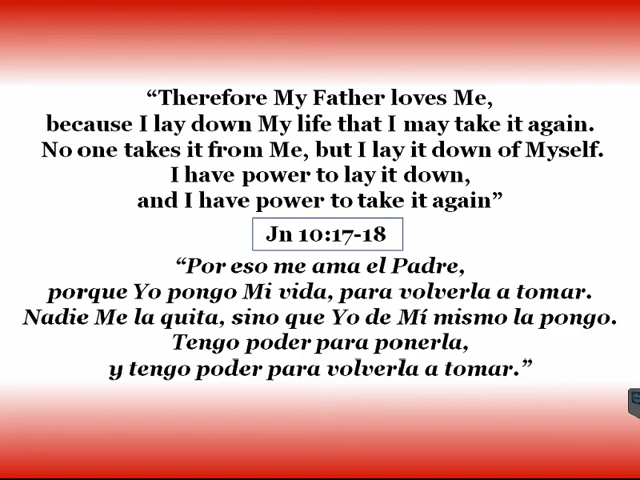 “Therefore My Father loves Me,
because I lay down My life that I may take it again.
No one takes it from Me, but I lay it down of Myself.
I have power to lay it down,
and I have power to take it again”
Jn 10:17-18
“Por eso me ama el Padre,
porque Yo pongo Mi vida, para volverla a tomar.
Nadie Me la quita, sino que Yo de Mí mismo la pongo.
Tengo poder para ponerla,
y tengo poder para volverla a tomar.”